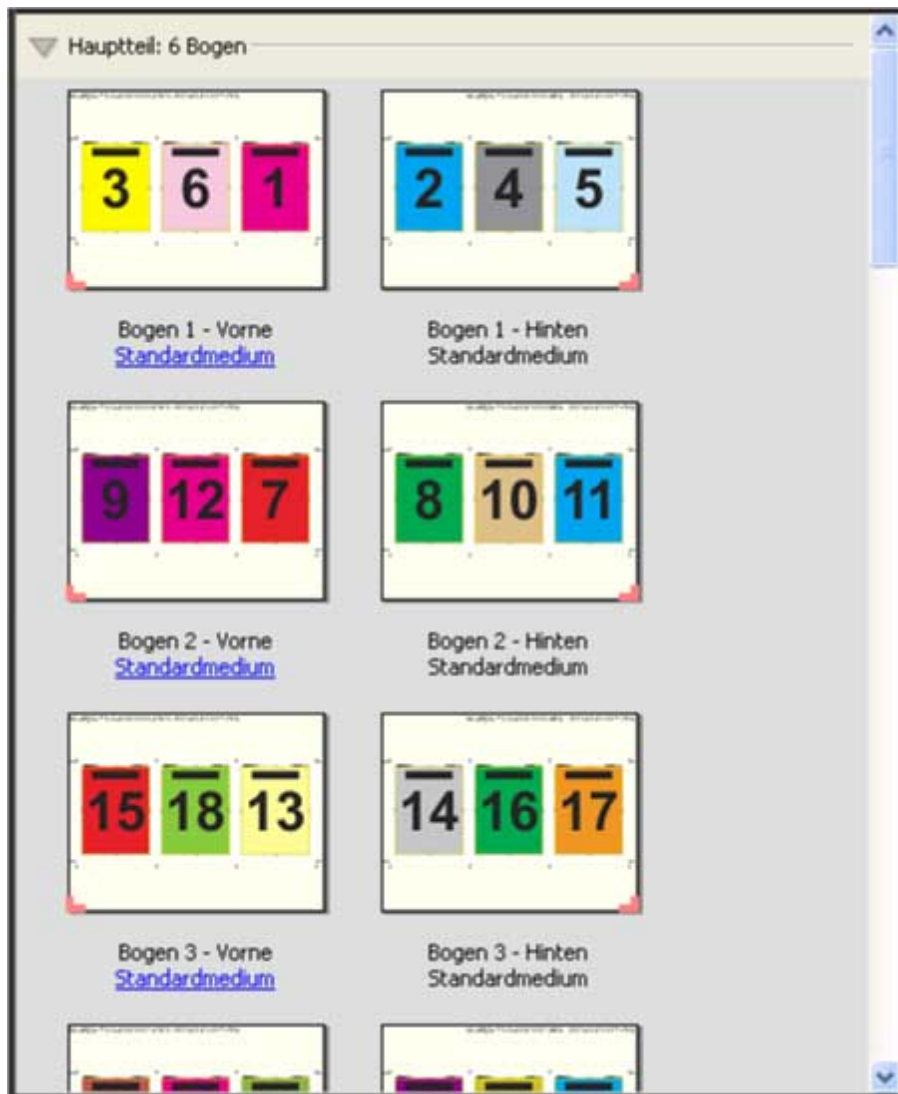 Hauptteil: 6 Bogen
3 6 1
2 4 5
Bogen 1 - Vorne
Standardmedium
Bogen 1 - Hinten
Standardmedium
9 12 7
8 10 11
Bogen 2 - Vorne
Standardmedium
Bogen 2 - Hinten
Standardmedium
15 18 13
14 16 17
Bogen 3 - Vorne
Standardmedium
Bogen 3 - Hinten
Standardmedium